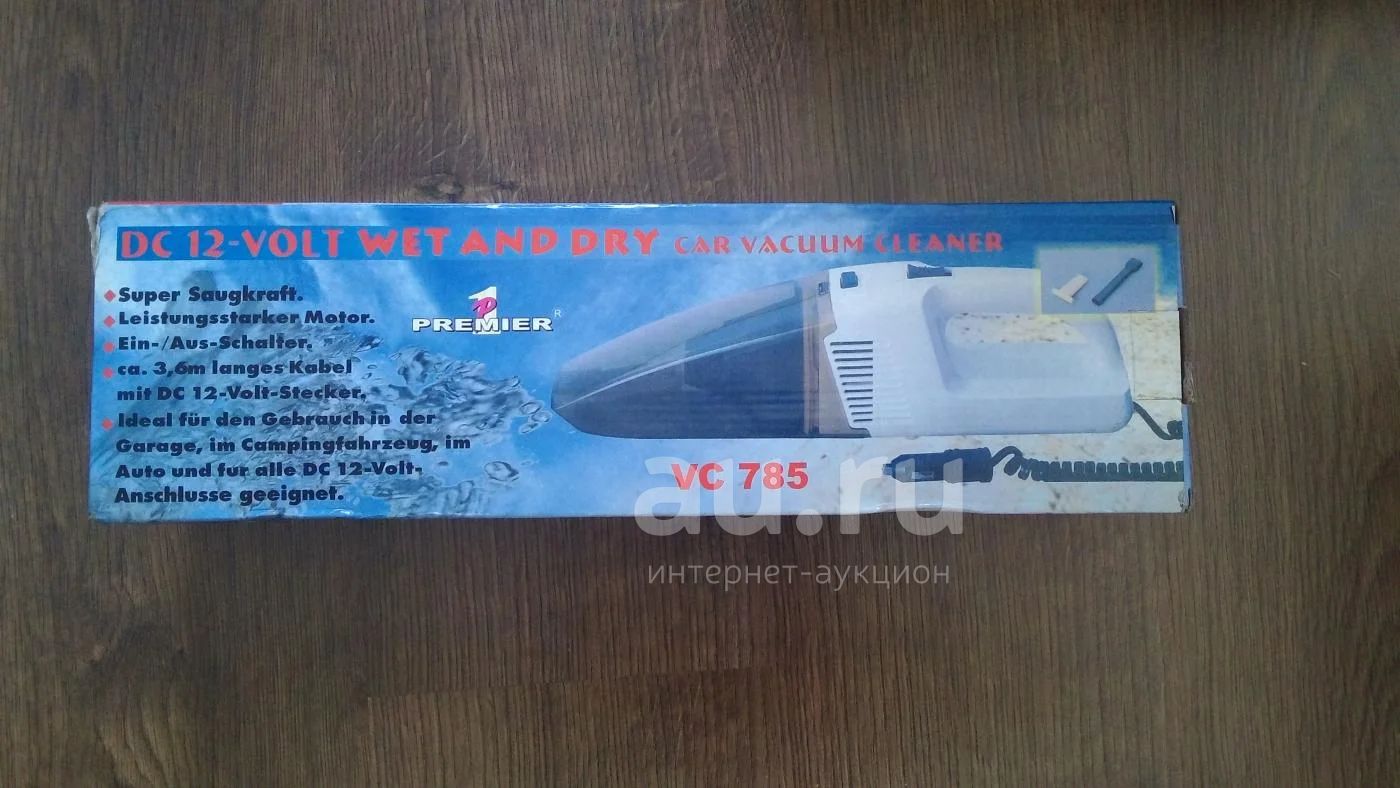 DC 12-VOLT WET AND DRY CAR VACUUM CLEANER
Super Saugkraft.
Leistungsstarker Motor.
Ein-/Aus-Schalter.
ca. 3,6m langes Kabel
mit DC 12-Volt-Stecker.
Ideal für den Gebrauch in der
Garage, im Campingfahrzeug, im
Auto und fur alle DC 12-Volt-
Anschlusse geeignet.
1
P
PREMIER®
VC 785
au.ru
интернет-аукцион